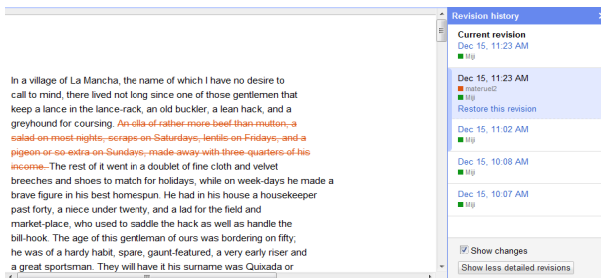 In a village of La Mancha, the name of which I have no desire to
call to mind, there lived not long since one of those gentlemen that
keep a lance in the lance-rack, an old buckler, a lean hack, and a
greyhound for coursing. An olla of rather more beef than mutton, a
salad on most nights, scraps on Saturdays, lentils on Fridays, and a
pigeon or so extra on Sundays, made away with three-quarters of his
income. The rest of it went in a doublet of fine cloth and velvet
breeches and shoes to match for holidays, while on week-days he made a
brave figure in his best homespun. He had in his house a housekeeper
past forty, a niece under twenty, and a lad for the field and
market-place, who used to saddle the hack as well as handle the
bill-hook. The age of this gentleman of ours was bordering on fifty;
he was of a hardy habit, spare, gaunt-featured, a very early riser and
a great sportsman. They will have it his surname was Quixada or
Revision history
Current revision
Dec 15, 11:23 AM
Miji
Dec 15, 11:23 AM
materuel2
Miji
Restore this revision
Dec 15, 11:02 AM
Miji
Dec 15, 10:08 AM
Miji
Dec 15, 10:07 AM
Miji
Show changes
Show less detailed revisions